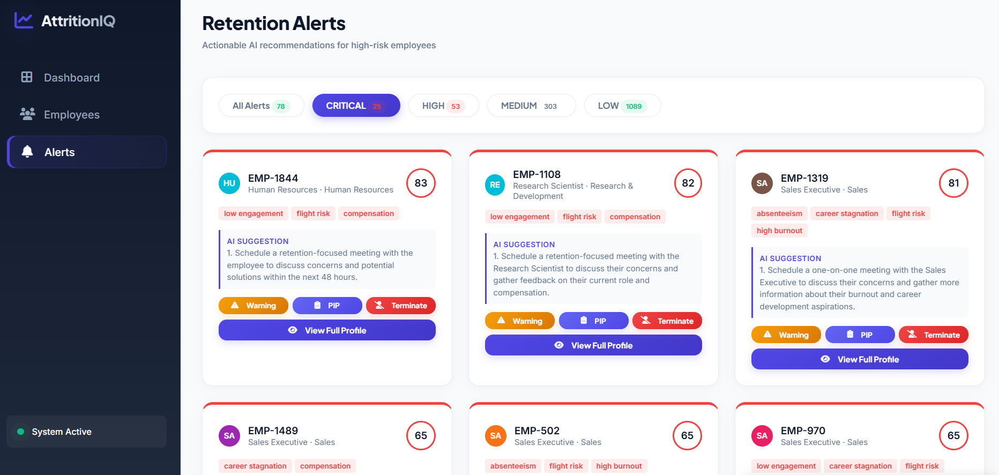 AttritionIQ
Dashboard
Employees
Alerts
System Active
Retention Alerts
Actionable AI recommendations for high-risk employees
All Alerts 78
CRITICAL 25
HIGH 53
MEDIUM 303
LOW 1089
HU
EMP-1844
Human Resources · Human Resources
83
low engagement
flight risk
compensation
AI SUGGESTION
1. Schedule a retention-focused meeting with the
employee to discuss concerns and potential
solutions within the next 48 hours.
Warning
PIP
Terminate
View Full Profile
RE
EMP-1108
Research Scientist · Research &
Development
82
low engagement
flight risk
compensation
AI SUGGESTION
1. Schedule a retention-focused meeting with the
Research Scientist to discuss their concerns and
gather feedback on their current role and
compensation.
Warning
PIP
Terminate
View Full Profile
SA
EMP-1319
Sales Executive · Sales
81
absenteeism
career stagnation
flight risk
high burnout
AI SUGGESTION
1. Schedule a one-on-one meeting with the Sales
Executive to discuss their concerns and gather more
information about their burnout and career
development aspirations.
Warning
PIP
Terminate
View Full Profile
SA
EMP-1489
Sales Executive · Sales
65
career stagnation
compensation
SA
EMP-502
Sales Executive · Sales
65
absenteeism
flight risk
high burnout
SA
EMP-970
Sales Executive · Sales
65
low engagement
career stagnation
flight risk